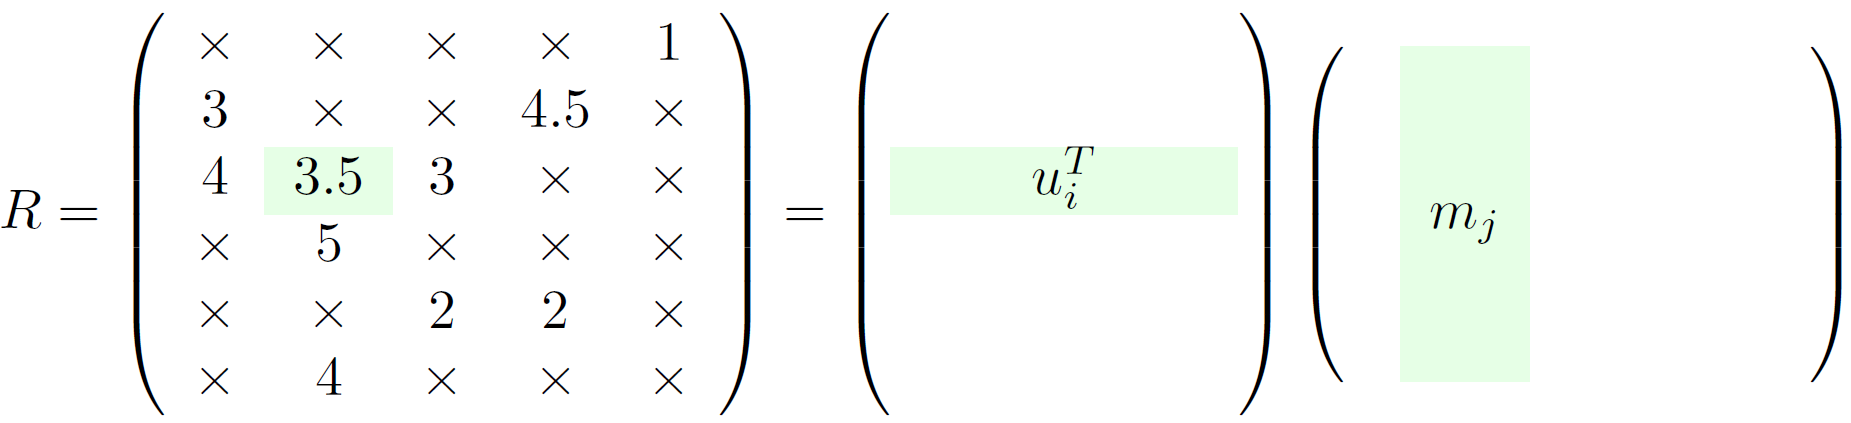 × × × × 1
3 × × 4.5 ×
4 3.5 3 × × u_i^T
R = = m_j
× 5 × × ×
× × 2 2 ×
× 4 × × ×